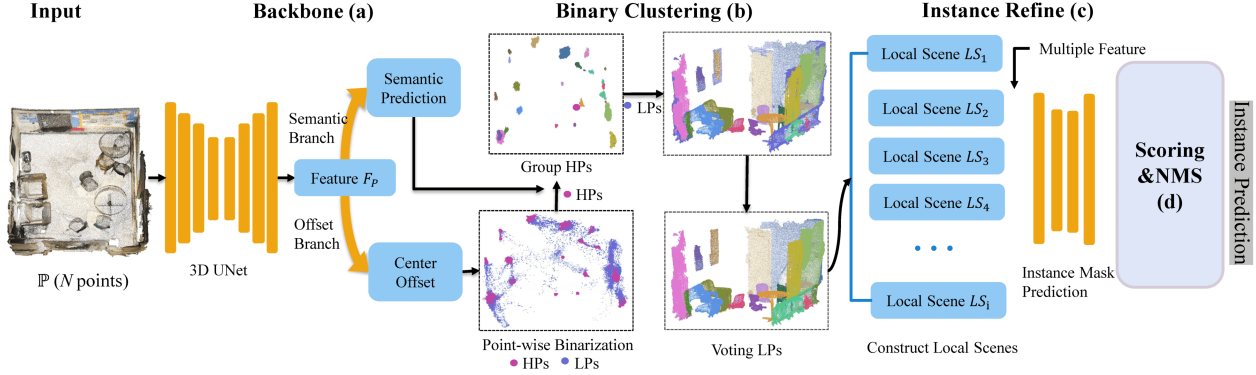 Input
Backbone (a)
Binary Clustering (b)
Instance Refine (c)
ℙ (N points)
3D UNet
Semantic
Branch
Feature F_P
Offset
Branch
Semantic
Prediction
Center
Offset
Group HPs
HPs
LPs
Point-wise Binarization
HPs LPs
Voting LPs
Local Scene LS₁
Local Scene LS₂
Local Scene LS₃
Local Scene LS₄
• • •
Local Scene LSᵢ
Construct Local Scenes
Multiple Feature
Instance Mask
Prediction
Scoring
&NMS
(d)
Instance Prediction